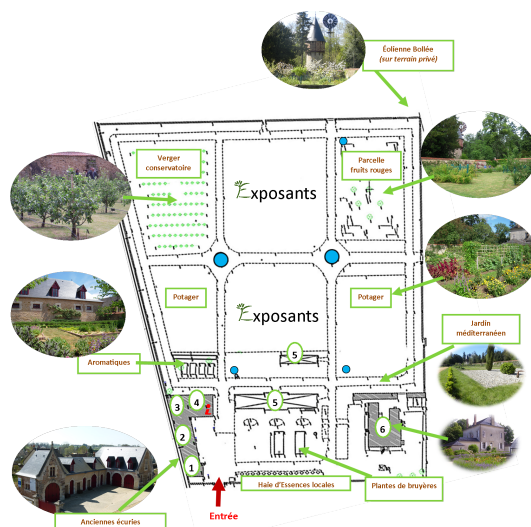 Éolienne Bollée
(sur terrain privé)
Verger
conservatoire
Exposants
Parcelle
fruits rouges
Potager
Exposants
Potager
Jardin
méditerranéen
Aromatiques
5
3
4
5
2
6
1
Entrée
Haie d'Essences locales
Plantes de bruyères
Anciennes écuries